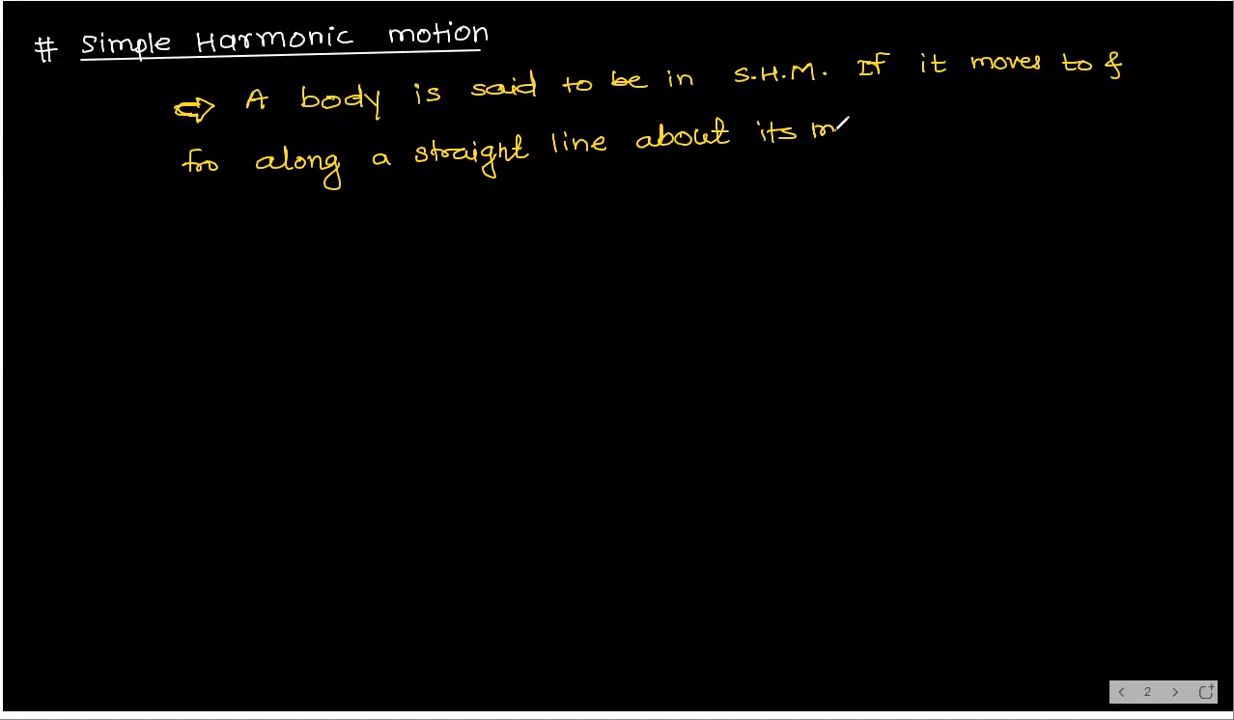 # Simple Harmonic motion
⇒ A body is said to be in S.H.M. If it moves to &
fro along a straight line about its m
2